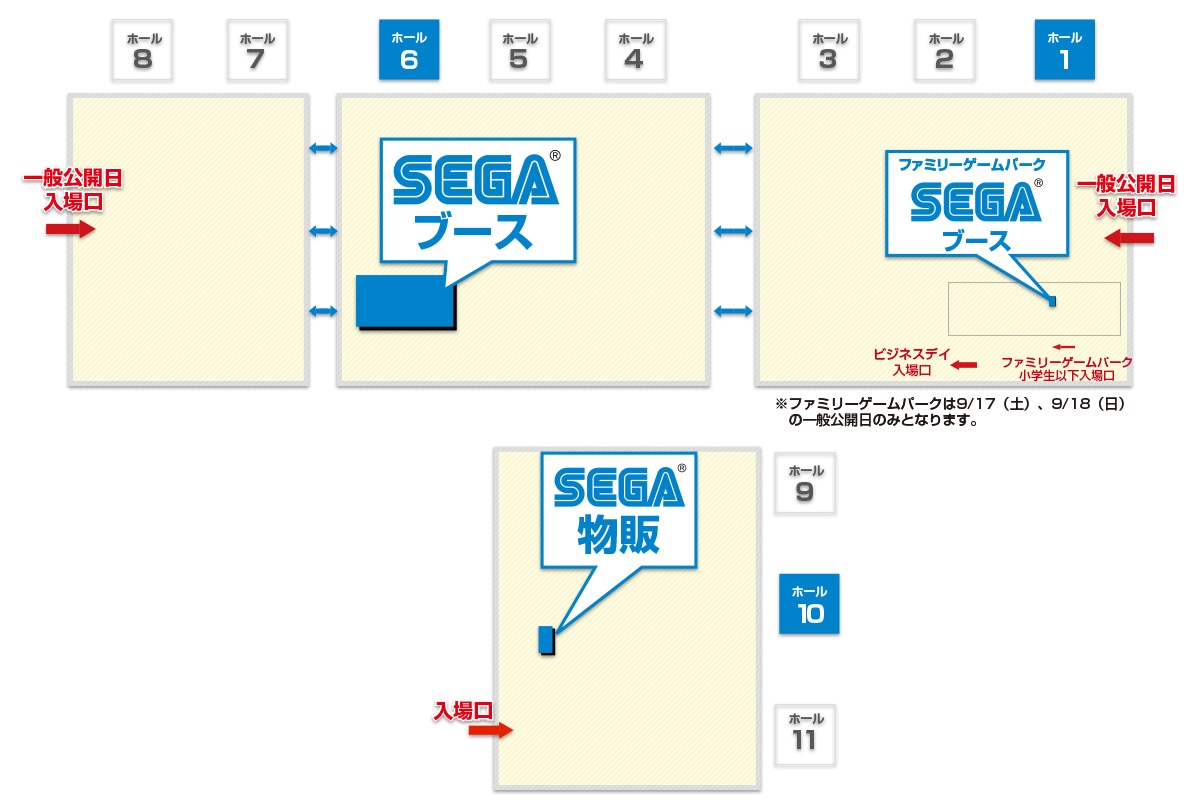 ホール
8
ホール
7
ホール
6
ホール
5
ホール
4
ホール
3
ホール
2
ホール
1
一般公開日
入場口
SEGA®
ブース
ファミリーゲームパーク
SEGA®
ブース
一般公開日
入場口
ビジネスデイ
入場口
ファミリーゲームパーク
小学生以下入場口
※ファミリーゲームパークは9/17（土）、9/18（日）
の一般公開日のみとなります。
SEGA®
物販
ホール
9
ホール
10
入場口
ホール
11